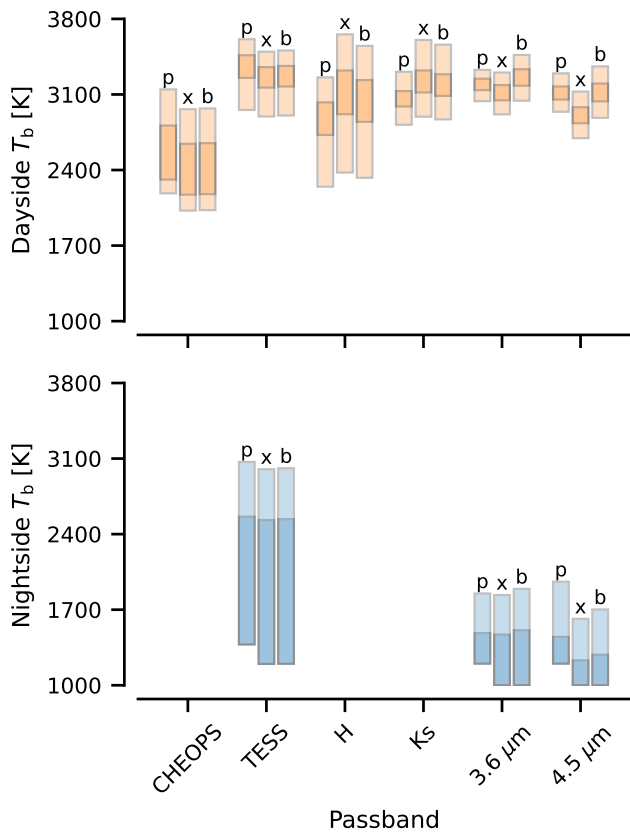 3800
3100
2400
1700
1000
Dayside T_b [K]
p x b
p x b
p x b
p x b
p x b
p x b
3800
3100
2400
1700
1000
Nightside T_b [K]
p x b
p x b
p x b
CHEOPS
TESS
H
Ks
3.6 μm
4.5 μm
Passband